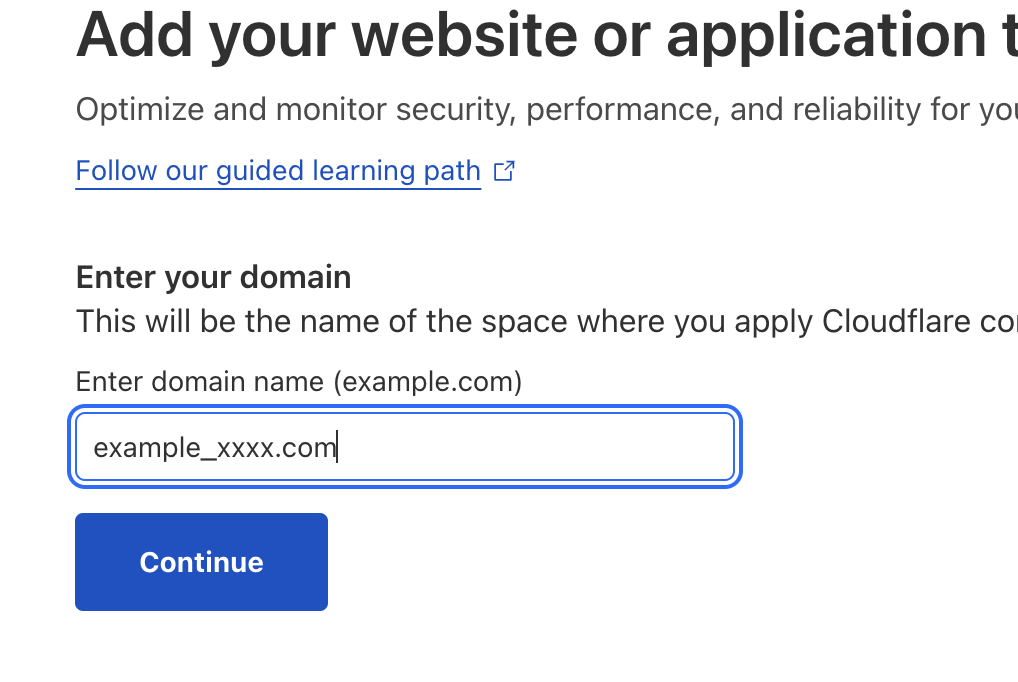 Add your website or application t
Optimize and monitor security, performance, and reliability for you
Follow our guided learning path
Enter your domain
This will be the name of the space where you apply Cloudflare co
Enter domain name (example.com)
example_xxxx.com
Continue